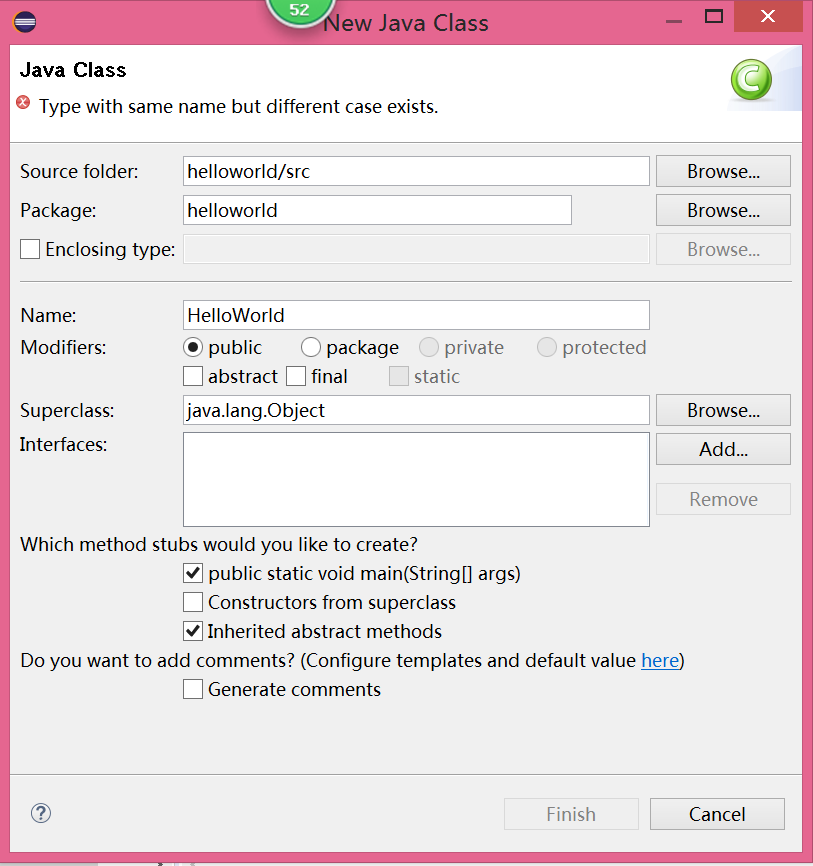 52
New Java Class
Java Class
C
Type with same name but different case exists.
Source folder: helloworld/src Browse...
Package: helloworld Browse...
Enclosing type: Browse...
Name: HelloWorld
Modifiers: public package private protected
abstract final static
Superclass: java.lang.Object Browse...
Interfaces: Add...
Remove
Which method stubs would you like to create?
public static void main(String[] args)
Constructors from superclass
Inherited abstract methods
Do you want to add comments? (Configure templates and default value here)
Generate comments
? Finish Cancel